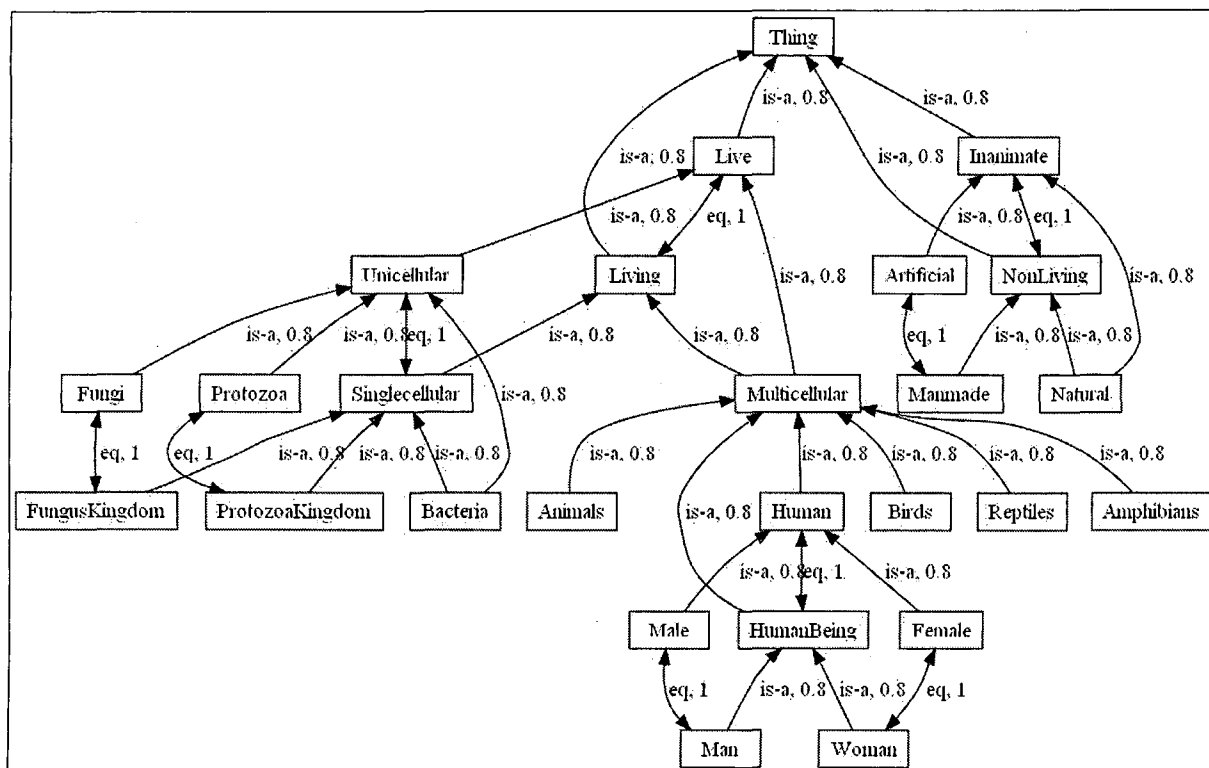 Thing
is-a, 0.8
is-a, 0.8
is-a, 0.8
is-a, 0.8
Live
Inanimate
is-a, 0.8
eq, 1
is-a, 0.8
eq, 1
Unicellular
Living
Artificial
NonLiving
is-a, 0.8
is-a, 0.8
is-a, 0.8
is-a, 0.8
eq, 1
is-a, 0.8
is-a, 0.8
eq, 1
is-a, 0.8
is-a, 0.8
Fungi
Protozoa
Singlecellular
is-a, 0.8
Multicellular
Manmade
Natural
eq, 1
eq, 1
is-a, 0.8
is-a, 0.8
is-a, 0.8
is-a, 0.8
is-a, 0.8
is-a, 0.8
is-a, 0.8
is-a, 0.8
FungusKingdom
ProtozoaKingdom
Bacteria
Animals
is-a, 0.8
Human
Birds
Reptiles
Amphibians
is-a, 0.8
eq, 1
is-a, 0.8
Male
HumanBeing
Female
eq, 1
is-a, 0.8
is-a, 0.8
eq, 1
Man
Woman